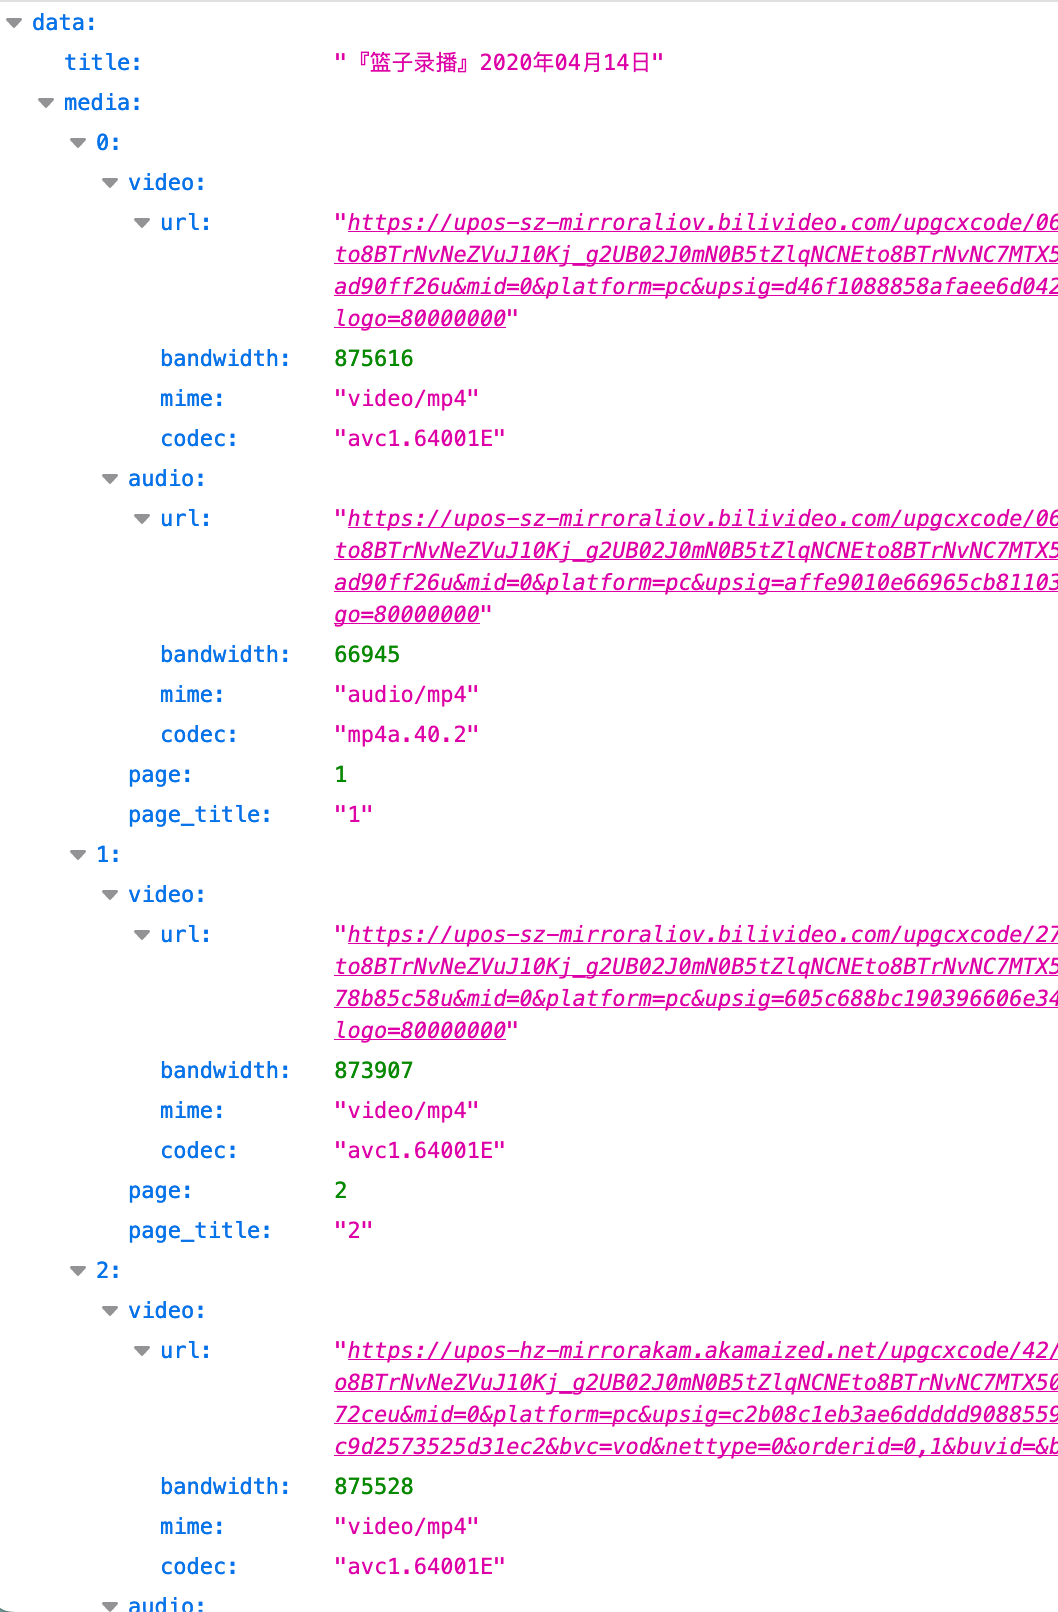 data:
title: "『篮子录播』2020年04月14日"
media:
0:
video:
url: "https://upos-sz-mirroraliov.bilivideo.com/upgcxcode/06
to8BTrNvNeZVuJ10Kj_g2UB02J0mN0B5tZlqNCNEto8BTrNvNC7MTX5
ad90ff26u&mid=0&platform=pc&upsig=d46f1088858afaee6d042
logo=80000000"
bandwidth: 875616
mime: "video/mp4"
codec: "avc1.64001E"
audio:
url: "https://upos-sz-mirroraliov.bilivideo.com/upgcxcode/06
to8BTrNvNeZVuJ10Kj_g2UB02J0mN0B5tZlqNCNEto8BTrNvNC7MTX5
ad90ff26u&mid=0&platform=pc&upsig=affe9010e66965cb81103
go=80000000"
bandwidth: 66945
mime: "audio/mp4"
codec: "mp4a.40.2"
page: 1
page_title: "1"
1:
video:
url: "https://upos-sz-mirroraliov.bilivideo.com/upgcxcode/27
to8BTrNvNeZVuJ10Kj_g2UB02J0mN0B5tZlqNCNEto8BTrNvNC7MTX5
78b85c58u&mid=0&platform=pc&upsig=605c688bc190396606e34
logo=80000000"
bandwidth: 873907
mime: "video/mp4"
codec: "avc1.64001E"
page: 2
page_title: "2"
2:
video:
url: "https://upos-hz-mirrorakam.akamaized.net/upgcxcode/42/
o8BTrNvNeZVuJ10Kj_g2UB02J0mN0B5tZlqNCNEto8BTrNvNC7MTX50
72ceu&mid=0&platform=pc&upsig=c2b08c1eb3ae6ddddd9088559
c9d2573525d31ec2&bvc=vod&nettype=0&orderid=0,1&buvid=&b
bandwidth: 875528
mime: "video/mp4"
codec: "avc1.64001E"
audio: